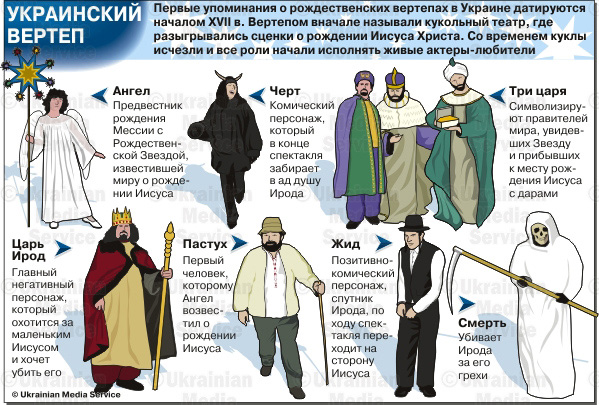 УКРАИНСКИЙ
ВЕРТЕП
Первые упоминания о рождественских вертепах в Украине датируются
началом XVII в. Вертепом вначале называли кукольный театр, где
разыгрывались сценки о рождении Иисуса Христа. Со временем куклы
исчезли и все роли начали исполнять живые актеры-любители
Ангел
Предвестник
рождения
Мессии с
Рождествен-
ской Звездой,
известившей
миру о рожде-
нии Иисуса
Черт
Комический
персонаж,
который
в конце
спектакля
забирает
в ад душу
Ирода
Три царя
Символизиру-
ют правителей
мира, увидев-
ших Звезду
и прибывших
к месту рож-
дения Иисуса
с дарами
Царь
Ирод
Главный
негативный
персонаж,
который
охотится за
маленьким
Иисусом
и хочет
убить его
Пастух
Первый
человек,
которому
Ангел
возвес-
тил о
рождении
Иисуса
Жид
Позитивно-
комический
персонаж,
спутник
Ирода, по
ходу спек-
такля пере-
ходит на
сторону
Иисуса
Смерть
Убивает
Ирода
за его
грехи
© Ukrainian Media Service